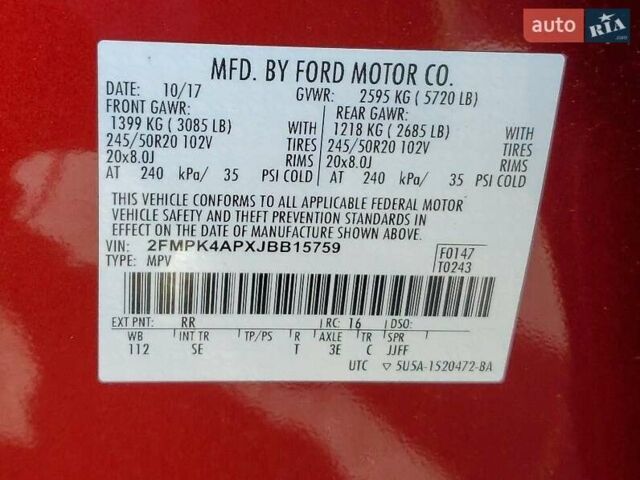 auto RIA .com
MFD. BY FORD MOTOR CO.
DATE: 10/17 GVWR: 2595 KG ( 5720 LB)
FRONT GAWR: REAR GAWR:
1399 KG ( 3085 LB) WITH 1218 KG ( 2685 LB) WITH
245/50R20 102V TIRES 245/50R20 102V TIRES
20x8.0J RIMS 20x8.0J RIMS
AT 240 kPa/ 35 PSI COLD AT 240 kPa/ 35 PSI COLD
THIS VEHICLE CONFORMS TO ALL APPLICABLE FEDERAL MOTOR
VEHICLE SAFETY AND THEFT PREVENTION STANDARDS IN
EFFECT ON THE DATE OF MANUFACTURE SHOWN ABOVE.
VIN: 2FMPK4APXJBB15759 F0147
TYPE: MPV T0243
EXT PNT: RR RC: 16 DSO:
WB INT TR TP/PS R AXLE TR SPR
112 SE T 3E C JJFF
UTC ▽ 5U5A-1520472-BA